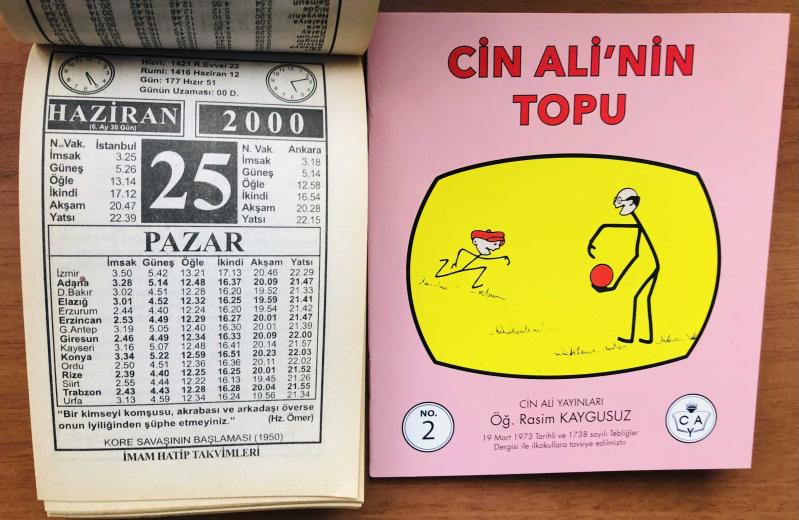 Hicri: 1421 R.Evvel 22
Rumi: 1416 Haziran 12
Gün: 177 Hızır 51
Günün Uzaması: 00 D.
HAZİRAN
(6. Ay 30 Gün)
2000
N. Vak. İstanbul
İmsak 3.25
Güneş 5.26
Öğle 13.14
İkindi 17.12
Akşam 20.47
Yatsı 22.39
25
N. Vak. Ankara
İmsak 3.18
Güneş 5.14
Öğle 12.58
İkindi 16.54
Akşam 20.28
Yatsı 22.15
PAZAR
İmsak Güneş Öğle İkindi Akşam Yatsı
İzmir 3.50 5.42 13.21 17.13 20.46 22.29
Adana 3.28 5.14 12.48 16.37 20.09 21.47
D.Bakır 3.02 4.51 12.28 16.20 19.52 21.33
Elazığ 3.01 4.52 12.32 16.25 19.59 21.41
Erzurum 2.44 4.40 12.24 16.20 19.54 21.42
Erzincan 2.53 4.49 12.29 16.27 20.01 21.47
G.Antep 3.19 5.05 12.40 16.30 20.01 21.39
Giresun 2.46 4.49 12.34 16.33 20.09 22.00
Kayseri 3.16 5.07 12.48 16.41 20.14 21.57
Konya 3.34 5.22 12.59 16.51 20.23 22.03
Ordu 2.50 4.51 12.36 16.36 20.11 22.02
Rize 2.39 4.40 12.25 16.25 20.01 21.52
Siirt 2.55 4.44 12.22 16.13 19.45 21.26
Trabzon 2.43 4.43 12.28 16.28 20.04 21.55
Urfa 3.13 4.59 12.34 16.24 19.56 21.34
"Bir kimseyi komşusu, akrabası ve arkadaşı överse
onun iyiliğinden şüphe etmeyiniz." (Hz. Ömer)
KORE SAVAŞININ BAŞLAMASI (1950)
İMAM HATİP TAKVİMLERİ
CİN ALİ'NİN
TOPU
CİN ALİ YAYINLARI
Öğ. Rasim KAYGUSUZ
19 Mart 1973 Tarihli ve 1738 sayılı Tebliğler
Dergisi ile ilkokullara tavsiye edilmiştir
NO.
2
C A
Y